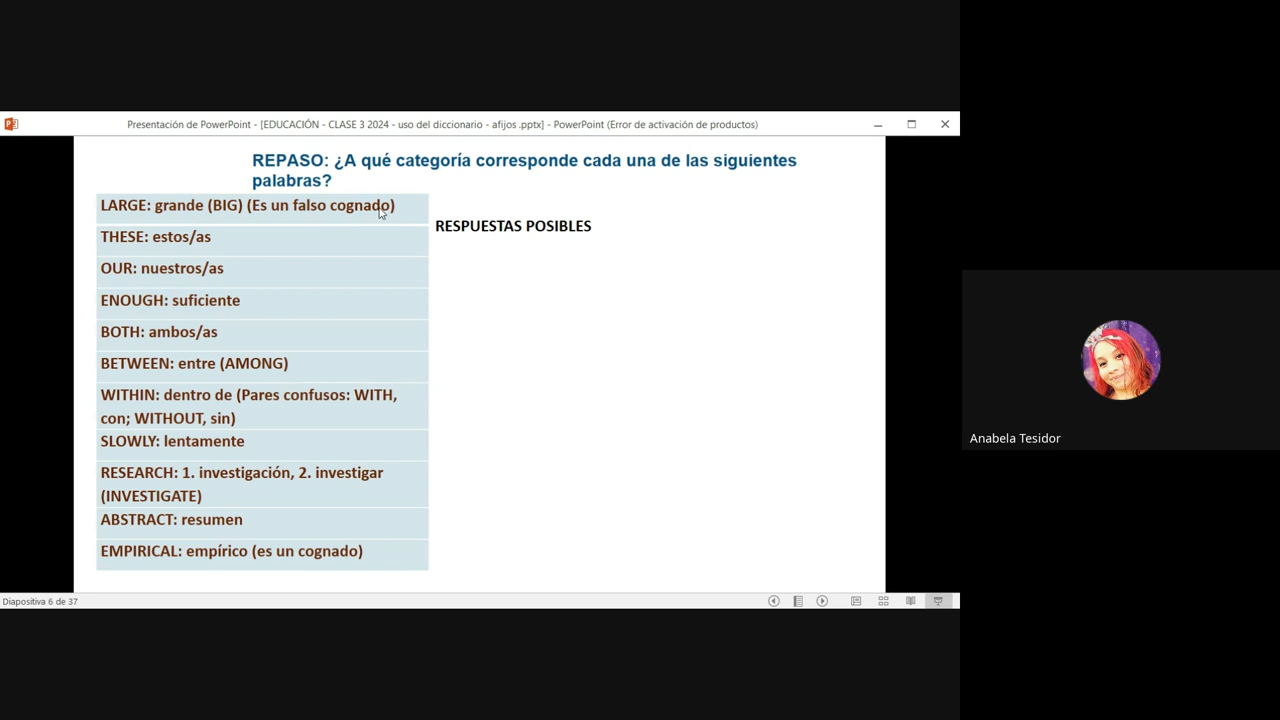 Presentación de PowerPoint - [EDUCACIÓN - CLASE 3 2024 - uso del diccionario - afijos .pptx] - PowerPoint (Error de activación de productos)
REPASO: ¿A qué categoría corresponde cada una de las siguientes
palabras?
LARGE: grande (BIG) (Es un falso cognado)
RESPUESTAS POSIBLES
THESE: estos/as
OUR: nuestros/as
ENOUGH: suficiente
BOTH: ambos/as
BETWEEN: entre (AMONG)
WITHIN: dentro de (Pares confusos: WITH,
con; WITHOUT, sin)
SLOWLY: lentamente
RESEARCH: 1. investigación, 2. investigar
(INVESTIGATE)
ABSTRACT: resumen
EMPIRICAL: empírico (es un cognado)
Diapositiva 6 de 37
Anabela Tesidor